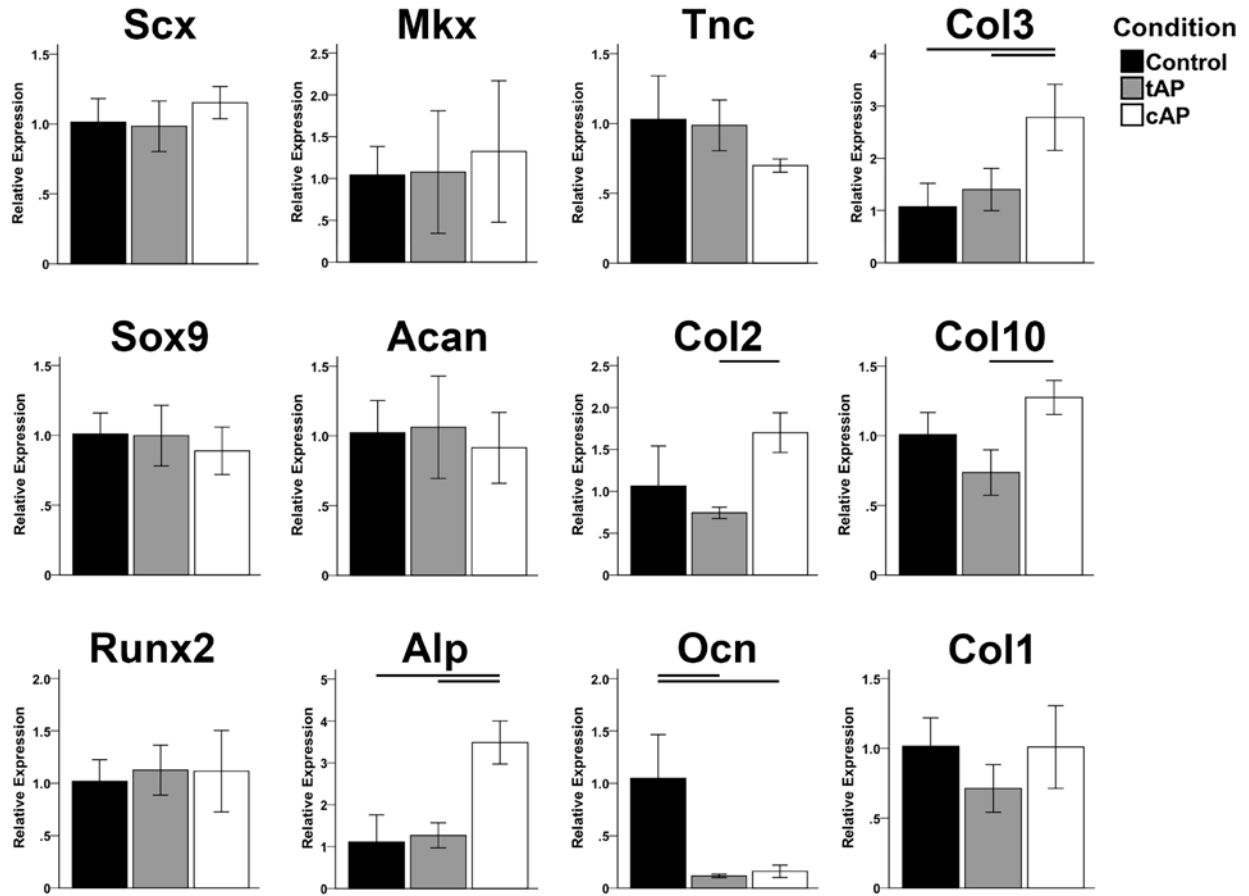 Scx
Mkx
Tnc
Col3
Condition
Control
tAP
cAP
Relative Expression
1.5
1.0
.5
0
Relative Expression
2.5
2.0
1.5
1.0
.5
0
Relative Expression
1.5
1.0
.5
0
Relative Expression
4
3
2
1
0
Sox9
Acan
Col2
Col10
Relative Expression
1.5
1.0
.5
0
Relative Expression
1.5
1.0
.5
0
Relative Expression
2.5
2.0
1.5
1.0
.5
0
Relative Expression
1.5
1.0
.5
0
Runx2
Alp
Ocn
Col1
Relative Expression
2.0
1.5
1.0
.5
0
Relative Expression
5
4
3
2
1
0
Relative Expression
2.0
1.5
1.0
.5
0
Relative Expression
1.5
1.0
.5
0